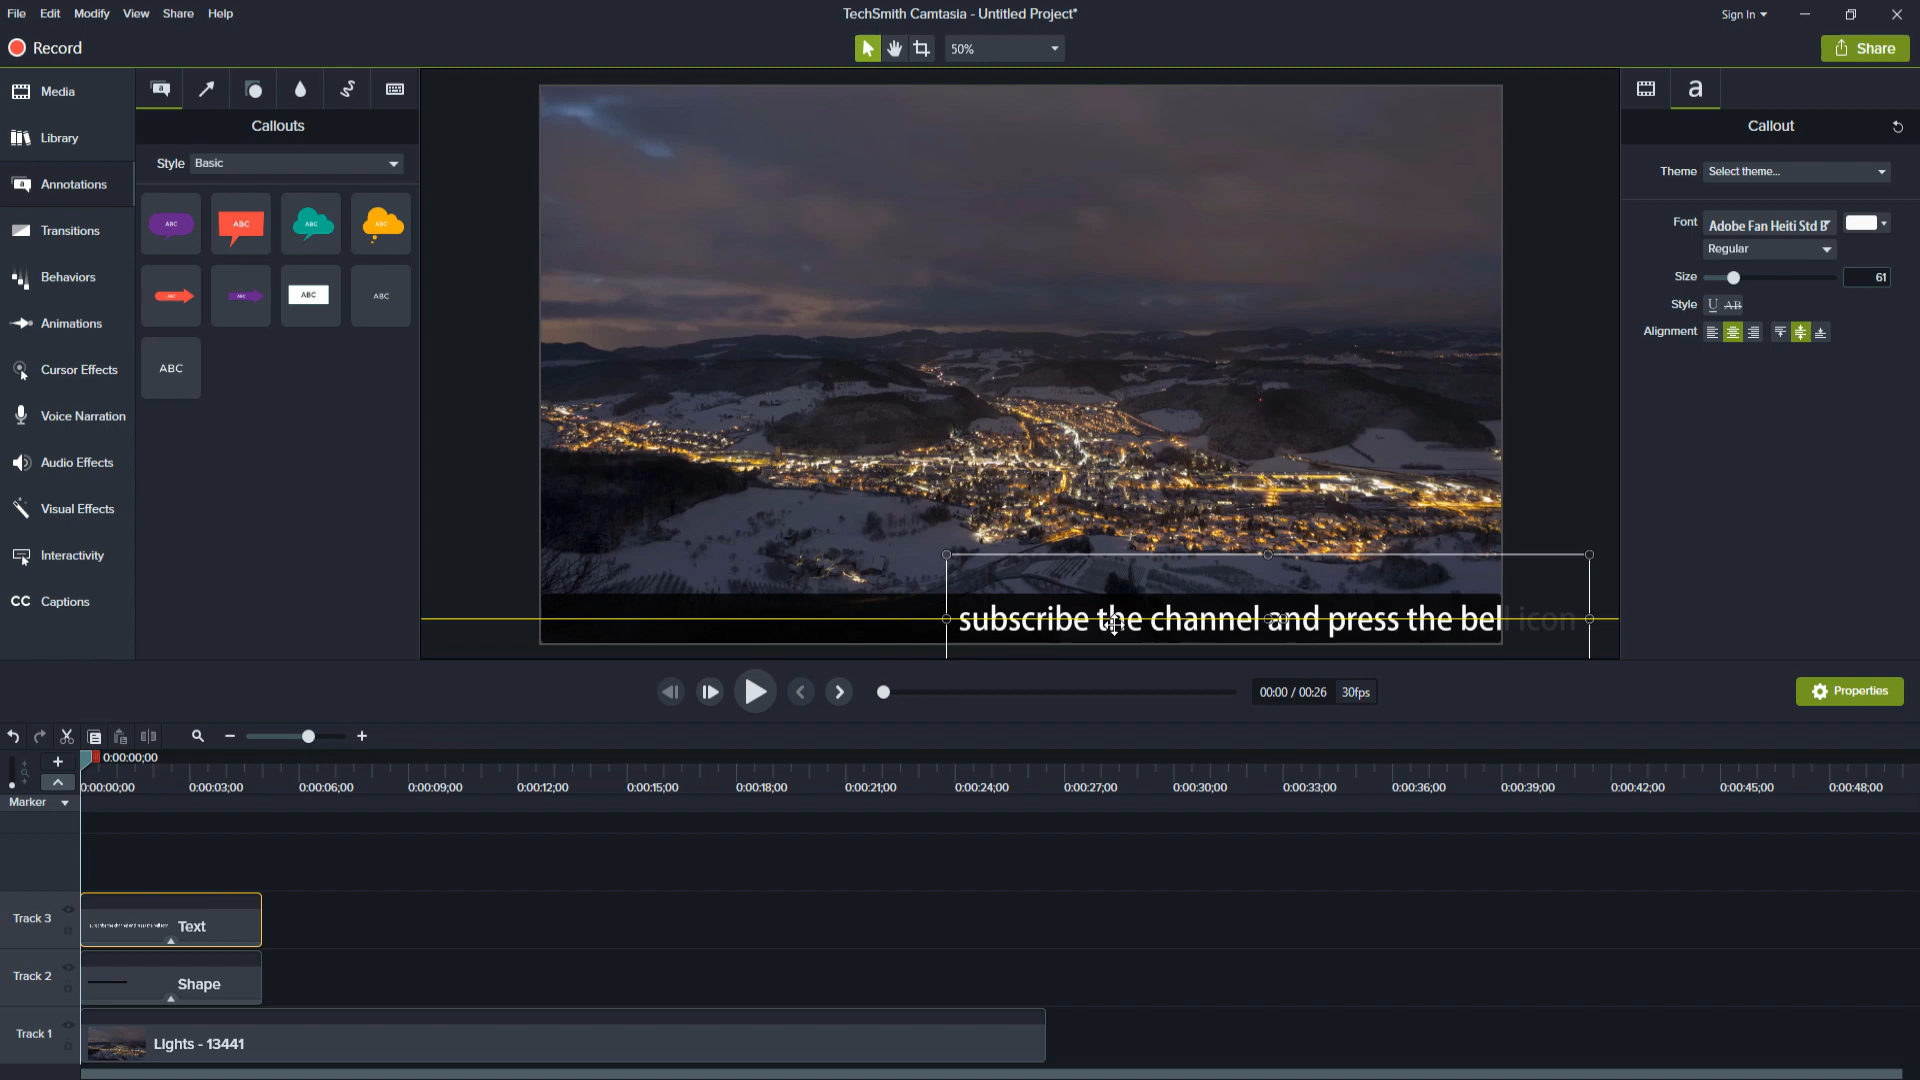 File Edit Modify View Share Help
TechSmith Camtasia - Untitled Project*
Sign In
Record
50%
Share
Media
Library
Annotations
Transitions
Behaviors
Animations
Cursor Effects
Voice Narration
Audio Effects
Visual Effects
Interactivity
CC Captions
Callouts
Style Basic
ABC ABC ABC ABC
ABC ABC ABC ABC
ABC
subscribe the channel and press the bell icon
a
Callout
Theme Select theme...
Font Adobe Fan Heiti Std B
Regular
Size 61
Style U AB
Alignment
00:00 / 00:26 30fps
Properties
0:00:00;00
0:00:00;00 0:00:03;00 0:00:06;00 0:00:09;00 0:00:12;00 0:00:15;00 0:00:18;00 0:00:21;00 0:00:24;00 0:00:27;00 0:00:30;00 0:00:33;00 0:00:36;00 0:00:39;00 0:00:42;00 0:00:45;00 0:00:48;00
Marker
Track 3 Text
Track 2 Shape
Track 1 Lights - 13441